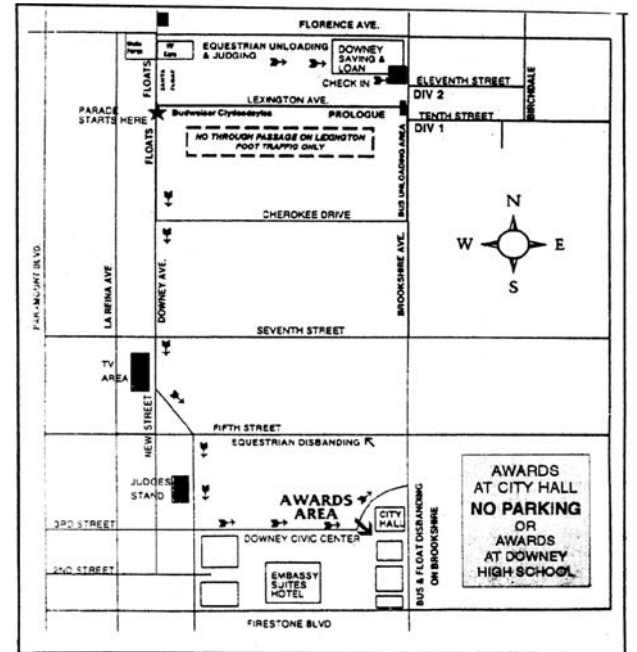 FLORENCE AVE.
EQUESTRIAN UNLOADING
& JUDGING
DOWNEY
SAVING &
LOAN
CHECK IN
ELEVENTH STREET
DIV 2
BIRCHDALE
FLOATS
SANTA
FLOAT
TV
LEXINGTON AVE.
PARADE
STARTS HERE
Budweiser Clydesdayles
PROLOGUE
TENTH STREET
DIV 1
NO THROUGH PASSAGE ON LEXINGTON
FOOT TRAFFIC ONLY
FLOATS
BUS UNLOADING AREA
CHEROKEE DRIVE
N
W
E
S
PARAMOUNT BLVD.
LA REINA AVE.
DOWNEY AVE.
BROOKSHIRE AVE.
SEVENTH STREET
TV
AREA
NEW STREET
FIFTH STREET
EQUESTRIAN DISBANDING
JUDGES
STAND
AWARDS
AREA
CITY
HALL
3RD STREET
DOWNEY CIVIC CENTER
2ND STREET
EMBASSY
SUITES
HOTEL
BUS & FLOAT DISBANDING
ON BROOKSHIRE
AWARDS
AT CITY HALL
NO PARKING
OR
AWARDS
AT DOWNEY
HIGH SCHOOL
FIRESTONE BLVD